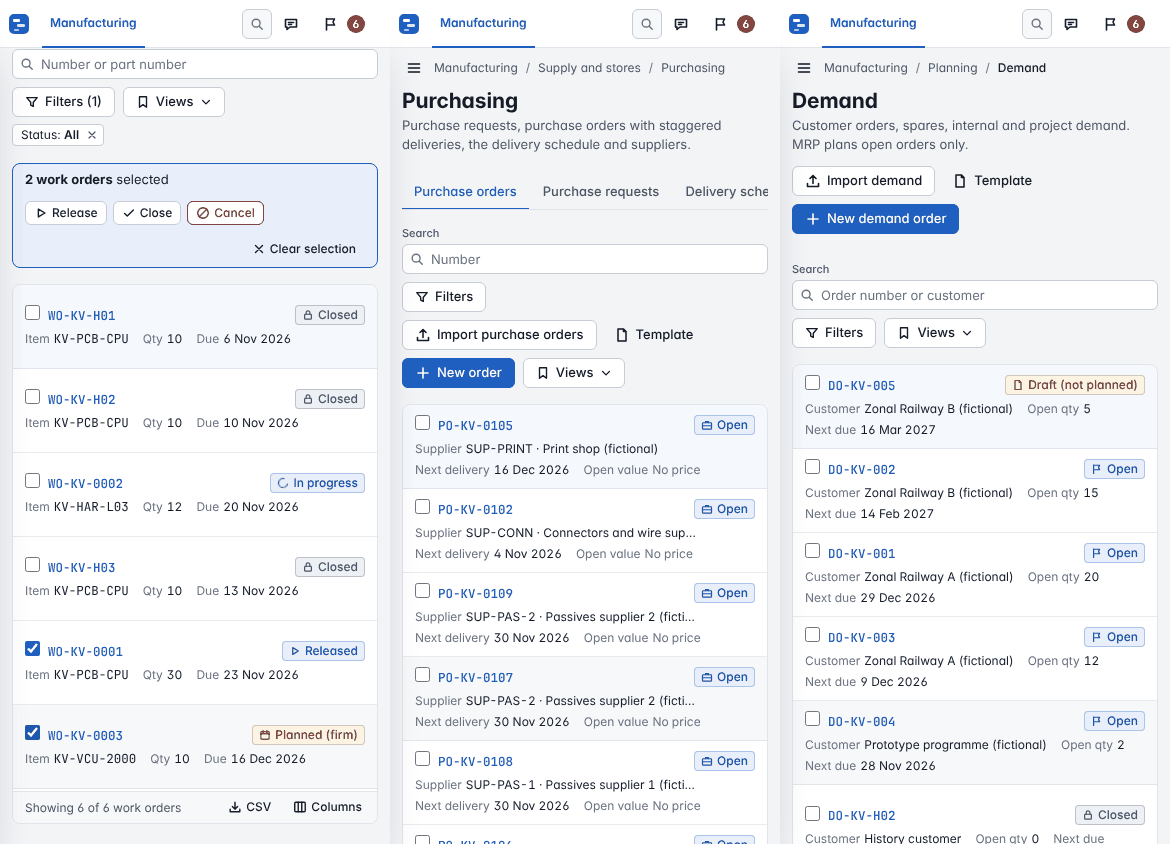 Manufacturing
6
Number or part number
Filters (1)
Views
Status: All
2 work orders selected
Release
Close
Cancel
Clear selection
WO-KV-H01
Closed
Item KV-PCB-CPU Qty 10 Due 6 Nov 2026
WO-KV-H02
Closed
Item KV-PCB-CPU Qty 10 Due 10 Nov 2026
WO-KV-0002
In progress
Item KV-HAR-L03 Qty 12 Due 20 Nov 2026
WO-KV-H03
Closed
Item KV-PCB-CPU Qty 10 Due 13 Nov 2026
WO-KV-0001
Released
Item KV-PCB-CPU Qty 30 Due 23 Nov 2026
WO-KV-0003
Planned (firm)
Item KV-VCU-2000 Qty 10 Due 16 Dec 2026
Showing 6 of 6 work orders
CSV
Columns
Manufacturing
6
Manufacturing / Supply and stores / Purchasing
Purchasing
Purchase requests, purchase orders with staggered
deliveries, the delivery schedule and suppliers.
Purchase orders
Purchase requests
Delivery sche
Search
Number
Filters
Import purchase orders
Template
New order
Views
PO-KV-0105
Open
Supplier SUP-PRINT · Print shop (fictional)
Next delivery 16 Dec 2026 Open value No price
PO-KV-0102
Open
Supplier SUP-CONN · Connectors and wire sup...
Next delivery 4 Nov 2026 Open value No price
PO-KV-0109
Open
Supplier SUP-PAS-2 · Passives supplier 2 (ficti...
Next delivery 30 Nov 2026 Open value No price
PO-KV-0107
Open
Supplier SUP-PAS-2 · Passives supplier 2 (ficti...
Next delivery 30 Nov 2026 Open value No price
PO-KV-0108
Open
Supplier SUP-PAS-1 · Passives supplier 1 (ficti...
Next delivery 30 Nov 2026 Open value No price
Manufacturing
6
Manufacturing / Planning / Demand
Demand
Customer orders, spares, internal and project demand.
MRP plans open orders only.
Import demand
Template
New demand order
Search
Order number or customer
Filters
Views
DO-KV-005
Draft (not planned)
Customer Zonal Railway B (fictional) Open qty 5
Next due 16 Mar 2027
DO-KV-002
Open
Customer Zonal Railway B (fictional) Open qty 15
Next due 14 Feb 2027
DO-KV-001
Open
Customer Zonal Railway A (fictional) Open qty 20
Next due 29 Dec 2026
DO-KV-003
Open
Customer Zonal Railway A (fictional) Open qty 12
Next due 9 Dec 2026
DO-KV-004
Open
Customer Prototype programme (fictional) Open qty 2
Next due 28 Nov 2026
DO-KV-H02
Closed
Customer History customer Open qty 0 Next due